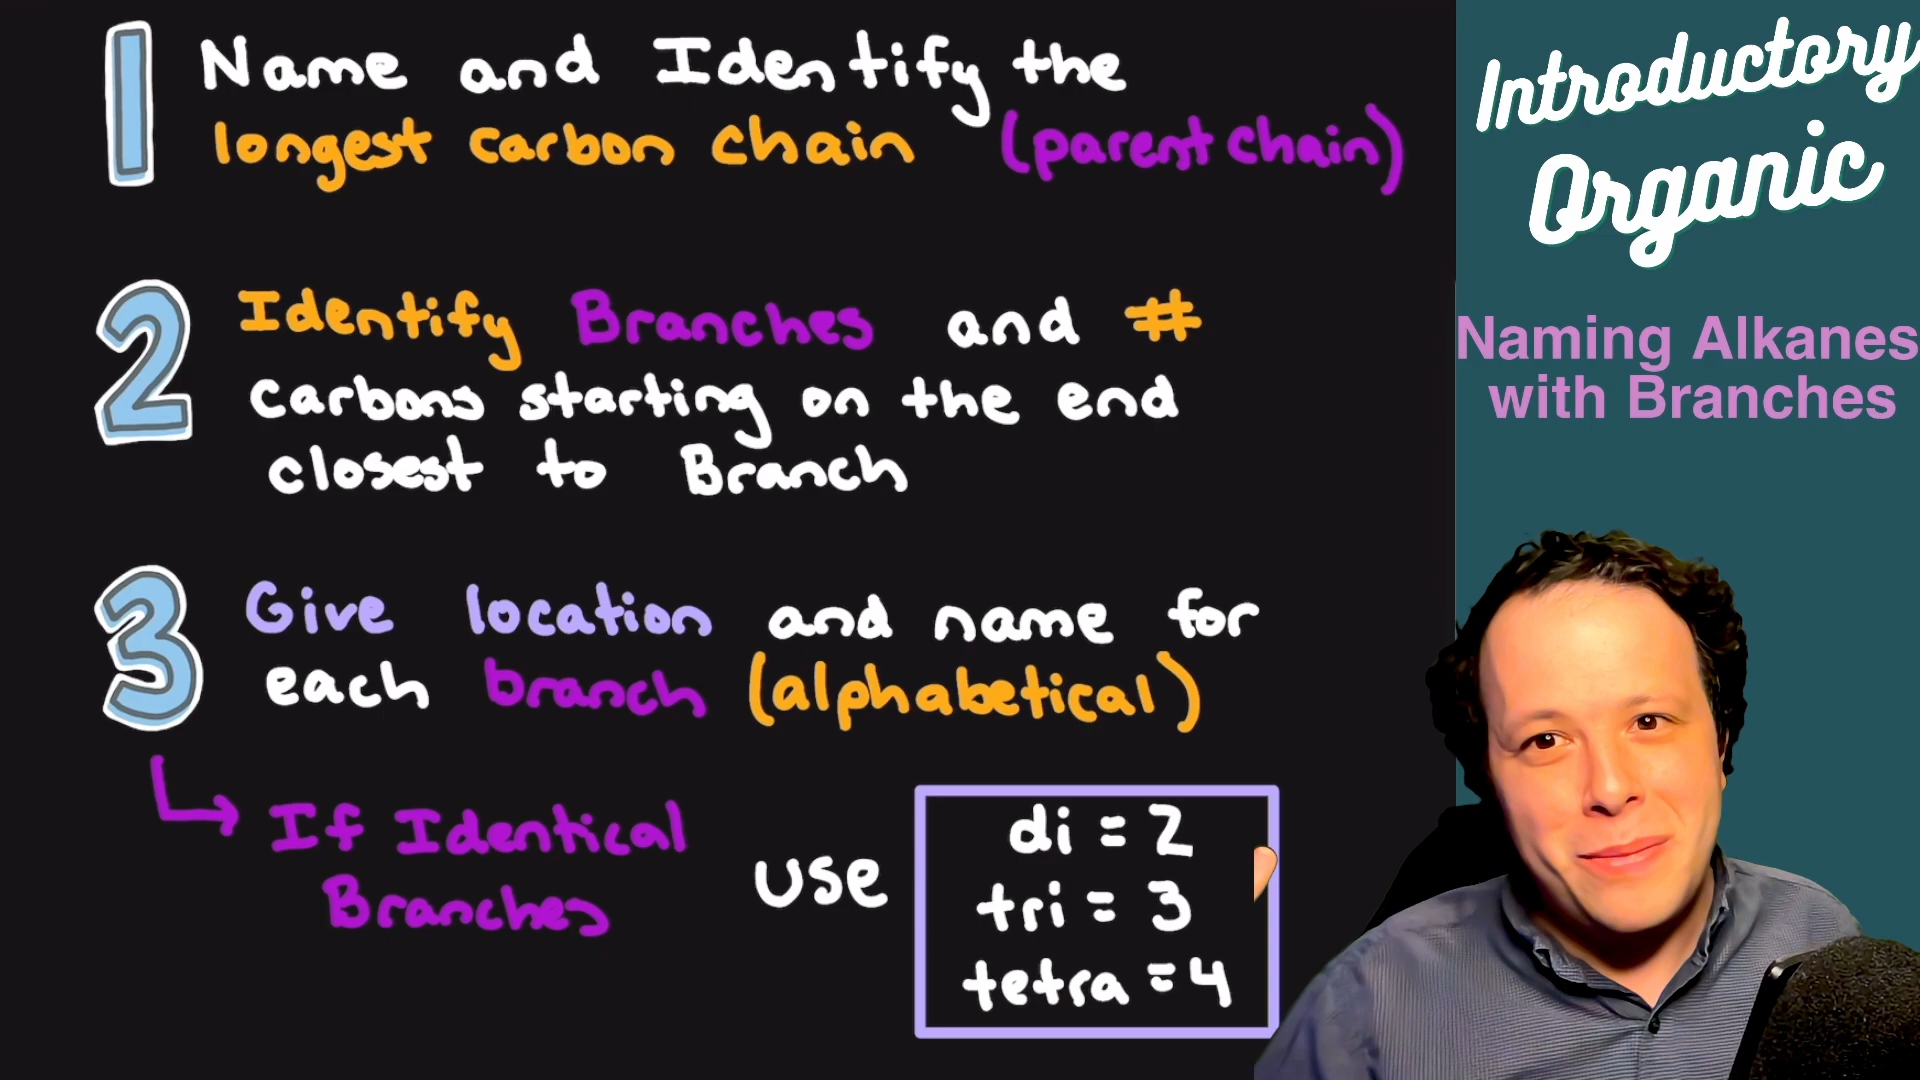 1 Name and Identify the
longest carbon chain (parent chain)
2 Identify Branches and #
carbons starting on the end
closest to Branch
3 Give location and name for
each branch (alphabetical)
If Identical
Branches
use
di = 2
tri = 3
tetra = 4
Introductory
Organic
Naming Alkanes
with Branches